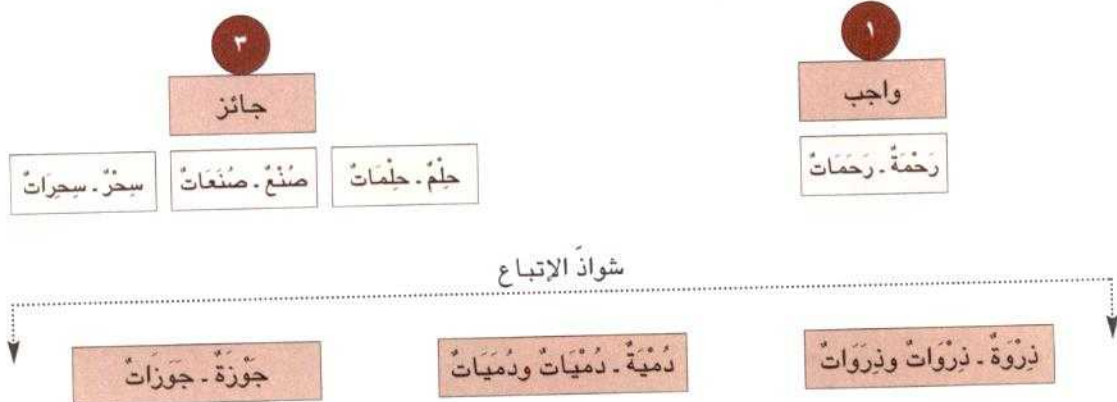 ١ ٣
واجب جائز
رَحْمَةٌ ـ رَحَمَاتٌ حِلْمٌ ـ حِلْمَاتٌ صُنْعٌ ـ صُنَعَاتٌ سِحْرٌ ـ سِحِرَاتٌ
شواذّ الإتباع
ذِرْوَةٌ ـ ذِرْوَاتٌ وذِرَوَاتٌ دُمْيَةٌ ـ دُمْيَاتٌ ودُمَيَاتٌ جَوْزَةٌ ـ جَوَزَاتٌ